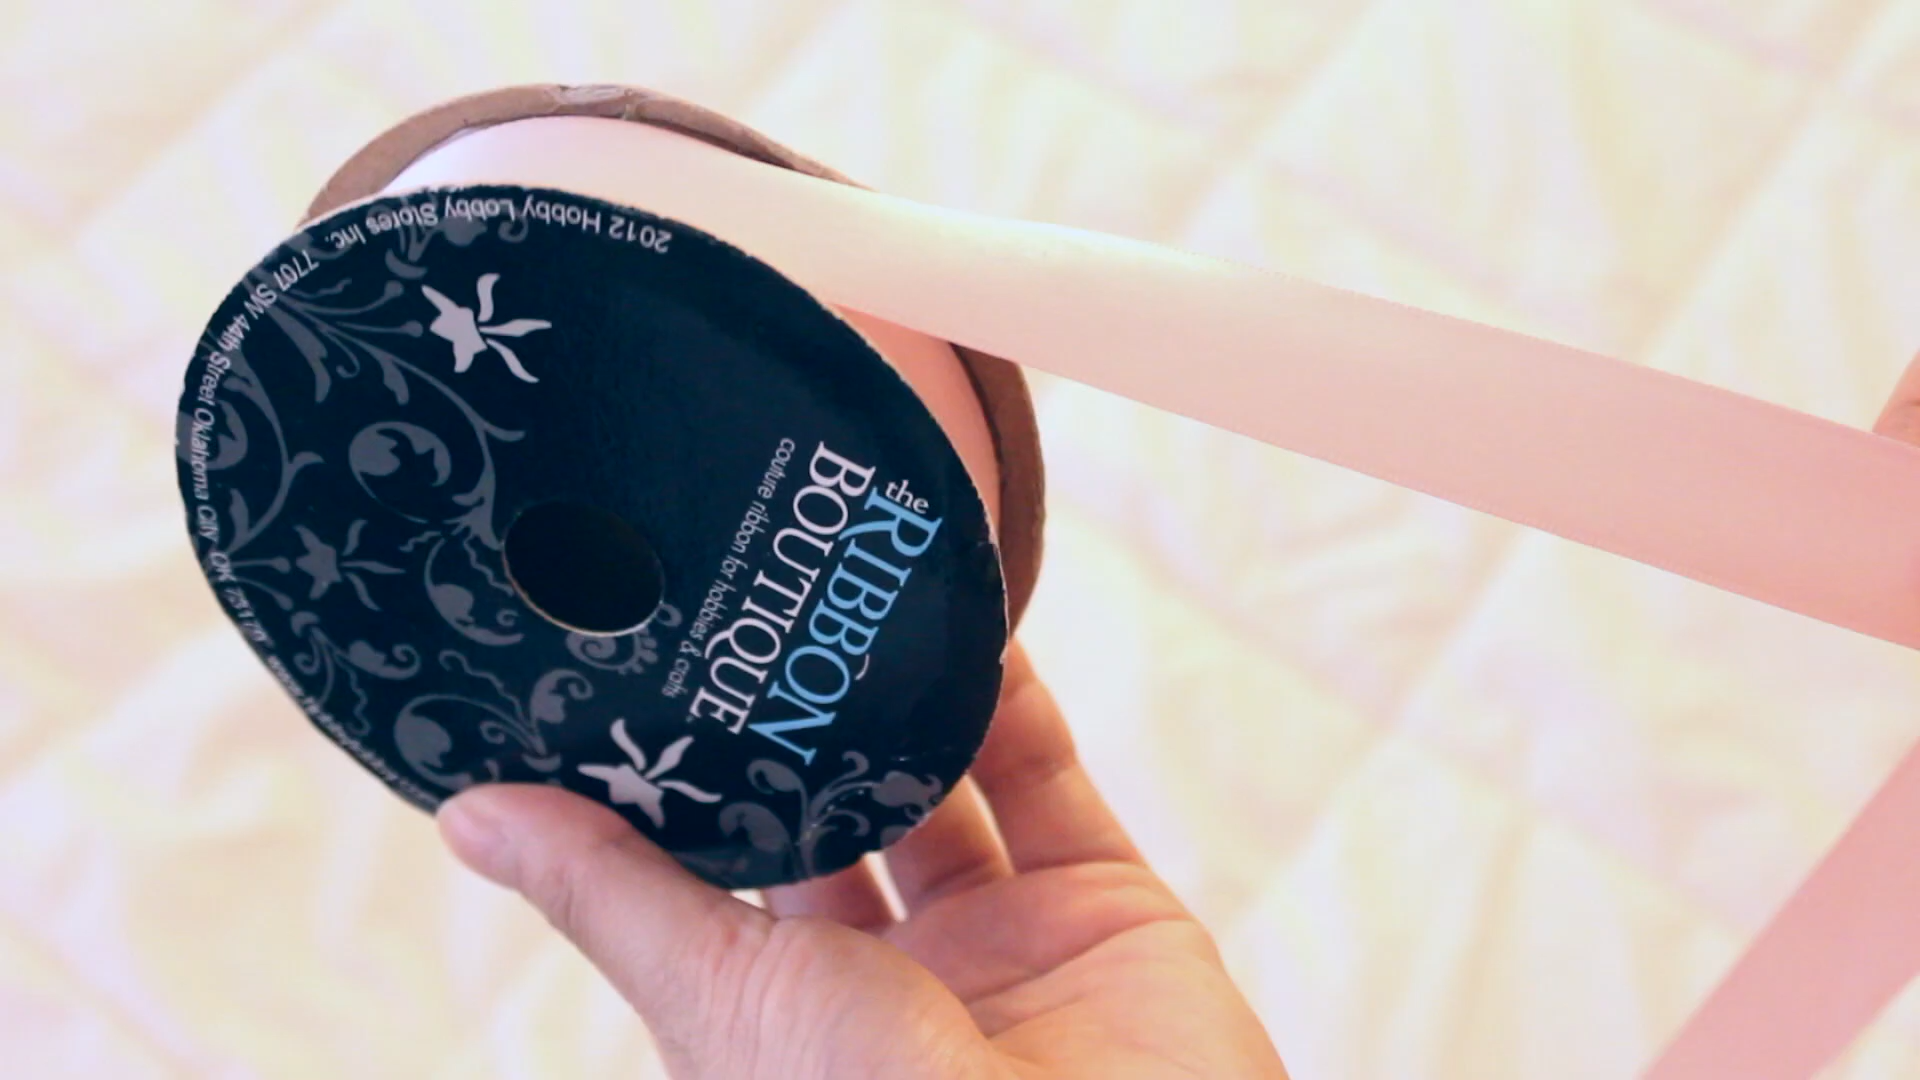 the
RIBBON
BOUTIQUE
couture ribbon for hobbies & crafts
2012 Hobby Lobby Stores Inc. 7707 SW 44th Street Oklahoma City, OK 73179